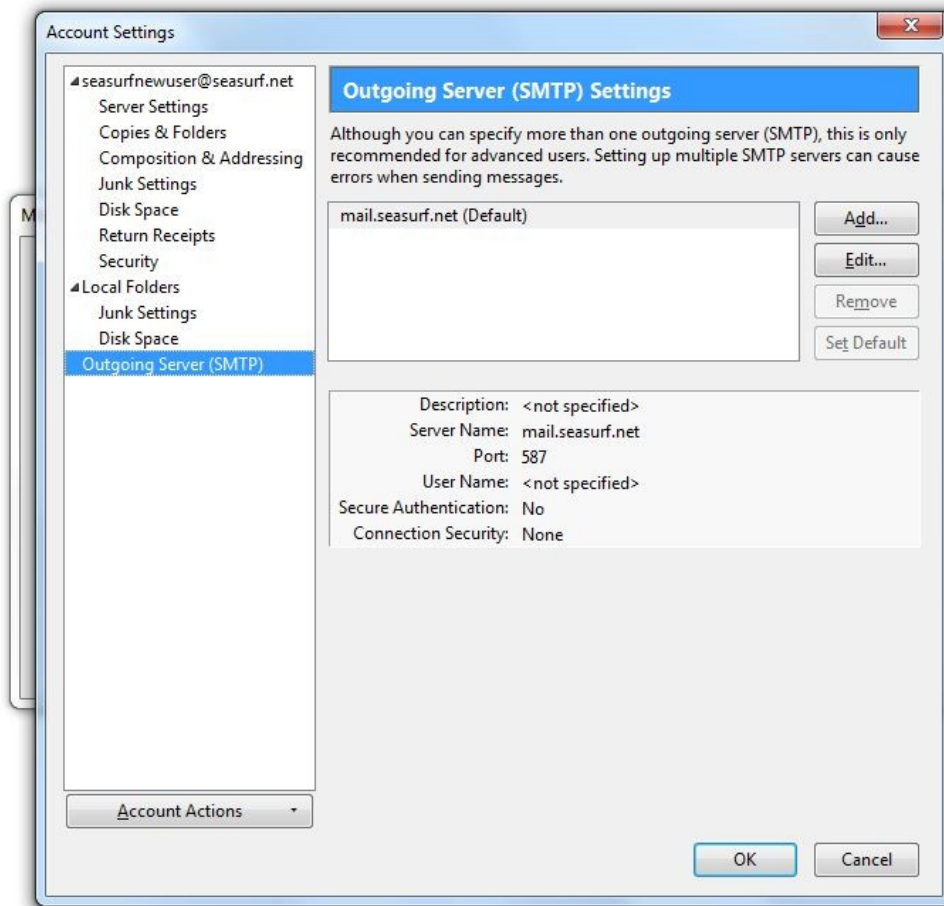 Account Settings
X
seasurfnewuser@seasurf.net
Server Settings
Copies & Folders
Composition & Addressing
Junk Settings
Disk Space
Return Receipts
Security
Local Folders
Junk Settings
Disk Space
Outgoing Server (SMTP)
Account Actions
Outgoing Server (SMTP) Settings
Although you can specify more than one outgoing server (SMTP), this is only
recommended for advanced users. Setting up multiple SMTP servers can cause
errors when sending messages.
mail.seasurf.net (Default)
Add...
Edit...
Remove
Set Default
Description: <not specified>
Server Name: mail.seasurf.net
Port: 587
User Name: <not specified>
Secure Authentication: No
Connection Security: None
OK
Cancel